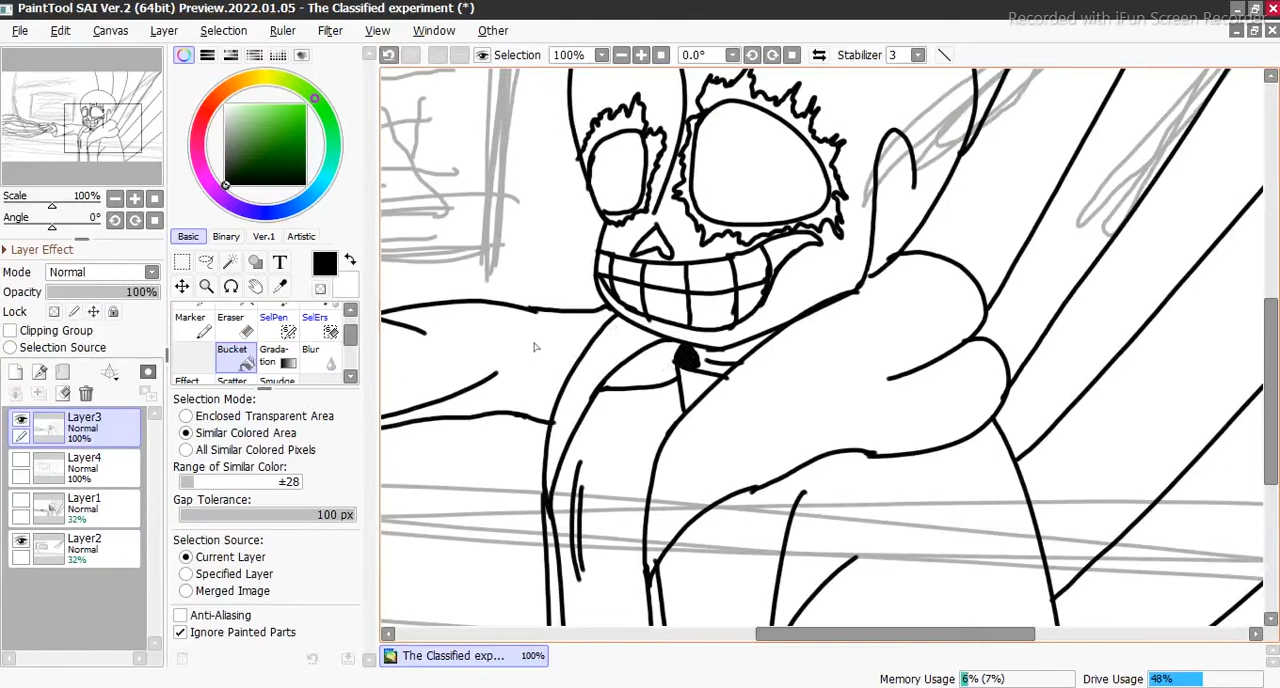 PaintTool SAI Ver.2 (64bit) Preview.2022.01.05 - The Classified experiment (*)
Recorded with iFun Screen Recorder
File Edit Canvas Layer Selection Ruler Filter View Window Other
Selection 100% 0.0° Stabilizer 3
Scale 100%
Angle 0°
Layer Effect
Mode Normal
Opacity 100%
Lock
Clipping Group
Selection Source
Layer3
Normal
100%
Layer4
Normal
100%
Layer1
Normal
32%
Layer2
Normal
32%
Basic Binary Ver.1 Artistic
T
Marker Eraser SelPen SelErs
Bucket Gradation Blur
Effect Scatter Smudge
Selection Mode:
Enclosed Transparent Area
Similar Colored Area
All Similar Colored Pixels
Range of Similar Color:
±28
Gap Tolerance:
100 px
Selection Source:
Current Layer
Specified Layer
Merged Image
Anti-Aliasing
Ignore Painted Parts
The Classified exp... 100%
Memory Usage 6% (7%) Drive Usage 48%